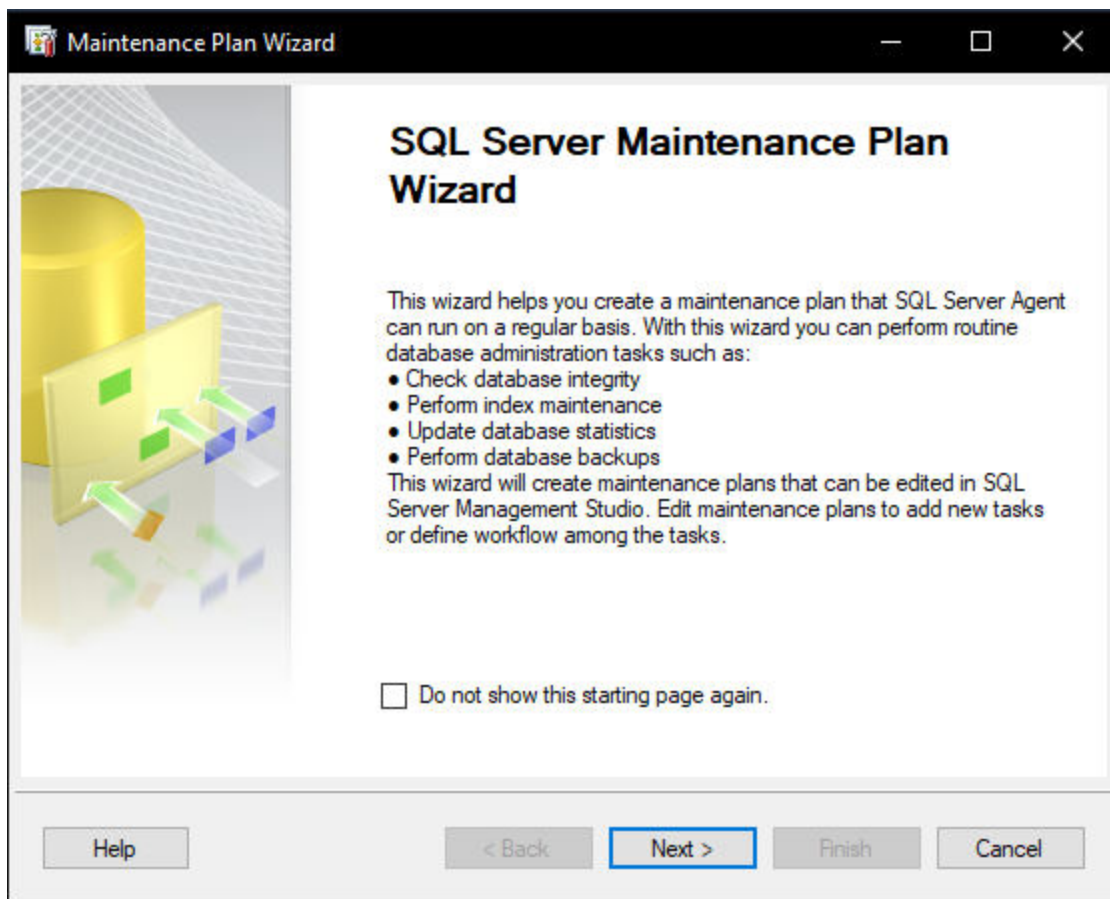 Maintenance Plan Wizard
SQL Server Maintenance Plan
Wizard
This wizard helps you create a maintenance plan that SQL Server Agent
can run on a regular basis. With this wizard you can perform routine
database administration tasks such as:
● Check database integrity
● Perform index maintenance
● Update database statistics
● Perform database backups
This wizard will create maintenance plans that can be edited in SQL
Server Management Studio. Edit maintenance plans to add new tasks
or define workflow among the tasks.
Do not show this starting page again.
Help
< Back
Next >
Finish
Cancel